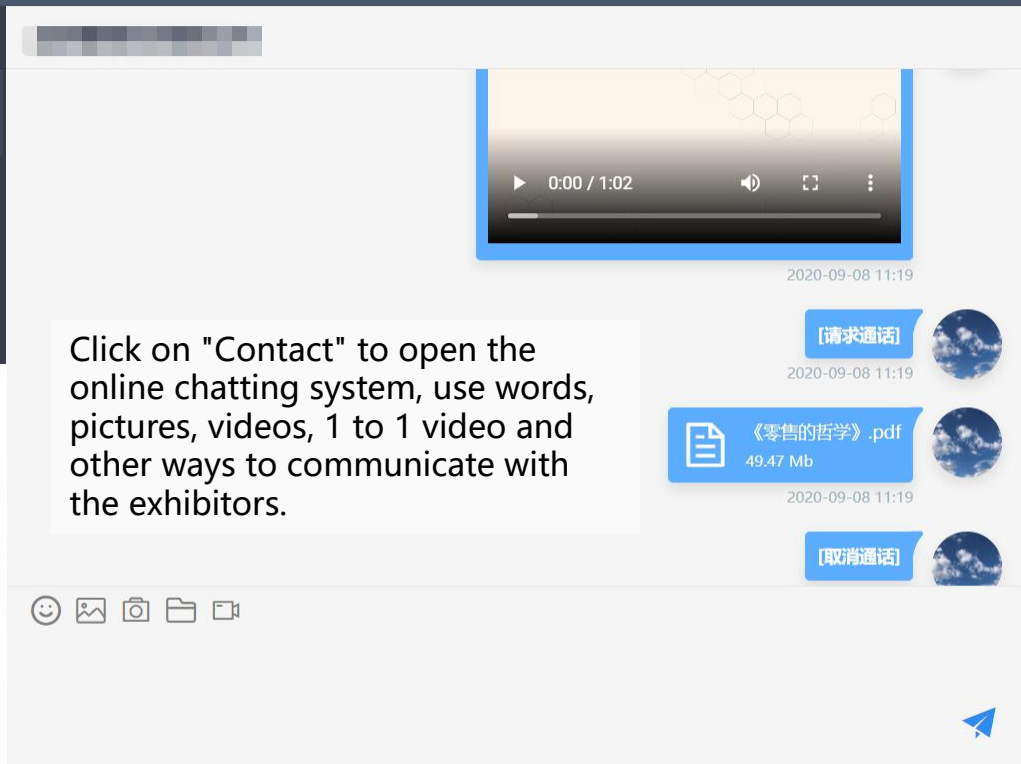 0:00 / 1:02
2020-09-08 11:19
[请求通话]
2020-09-08 11:19
Click on "Contact" to open the
online chatting system, use words,
pictures, videos, 1 to 1 video and
other ways to communicate with
the exhibitors.
《零售的哲学》.pdf
49.47 Mb
2020-09-08 11:19
[取消通话]